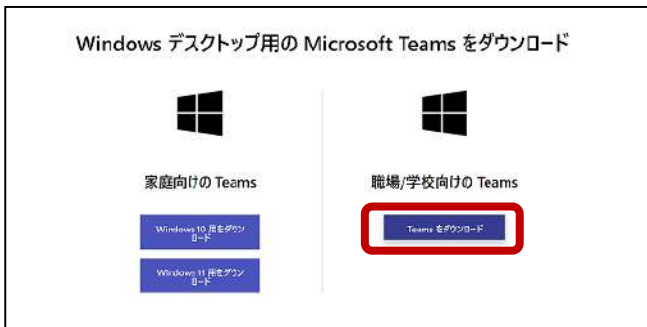 Windows デスクトップ用の Microsoft Teams をダウンロード
家庭向けの Teams
Windows 10 用をダウン
ロード
Windows 11 用をダウン
ロード
職場/学校向けの Teams
Teams をダウンロード